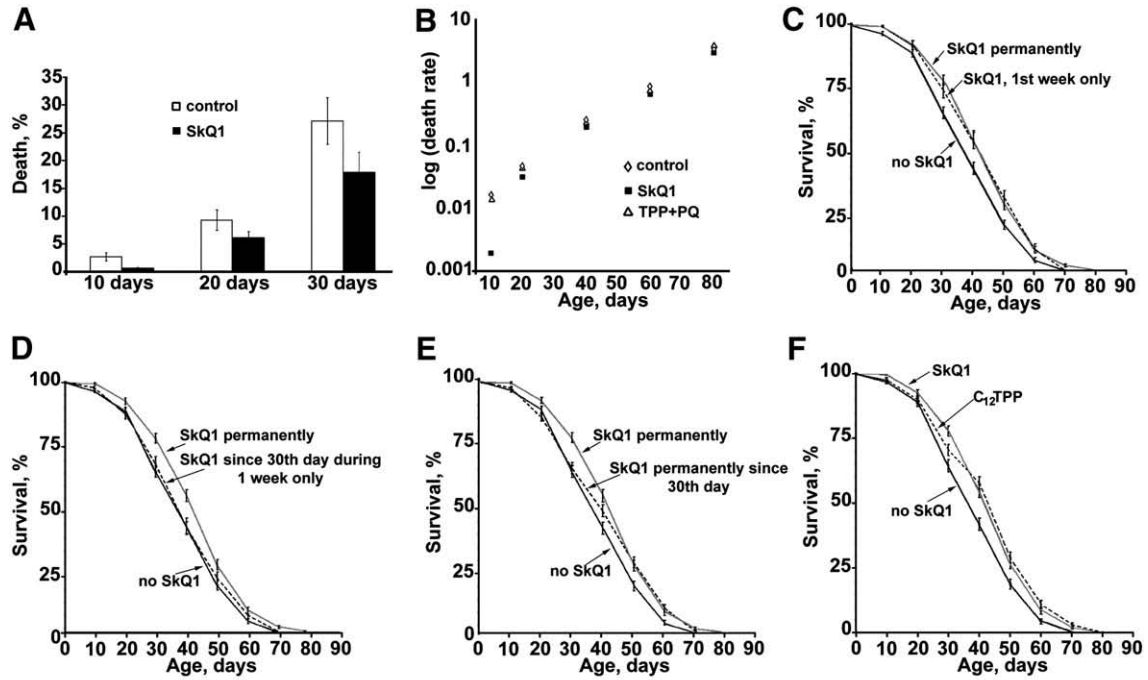 A
35
30
25
20
15
10
5
0
Death, %
control
SkQ1
10 days
20 days
30 days
B
10
1
0.1
0.01
0.001
log (death rate)
control
SkQ1
TPP+PQ
10 20 30 40 50 60 70 80
Age, days
C
100
75
50
25
0
Survival, %
SkQ1 permanently
SkQ1, 1st week only
no SkQ1
0 10 20 30 40 50 60 70 80 90
Age, days
D
100
75
50
25
0
Survival, %
SkQ1 permanently
SkQ1 since 30th day during
1 week only
no SkQ1
0 10 20 30 40 50 60 70 80 90
Age, days
E
100
75
50
25
0
Survival, %
SkQ1 permanently
SkQ1 permanently since
30th day
no SkQ1
0 10 20 30 40 50 60 70 80 90
Age, days
F
100
75
50
25
0
Survival, %
SkQ1
C₁₂TPP
no SkQ1
0 10 20 30 40 50 60 70 80 90
Age, days